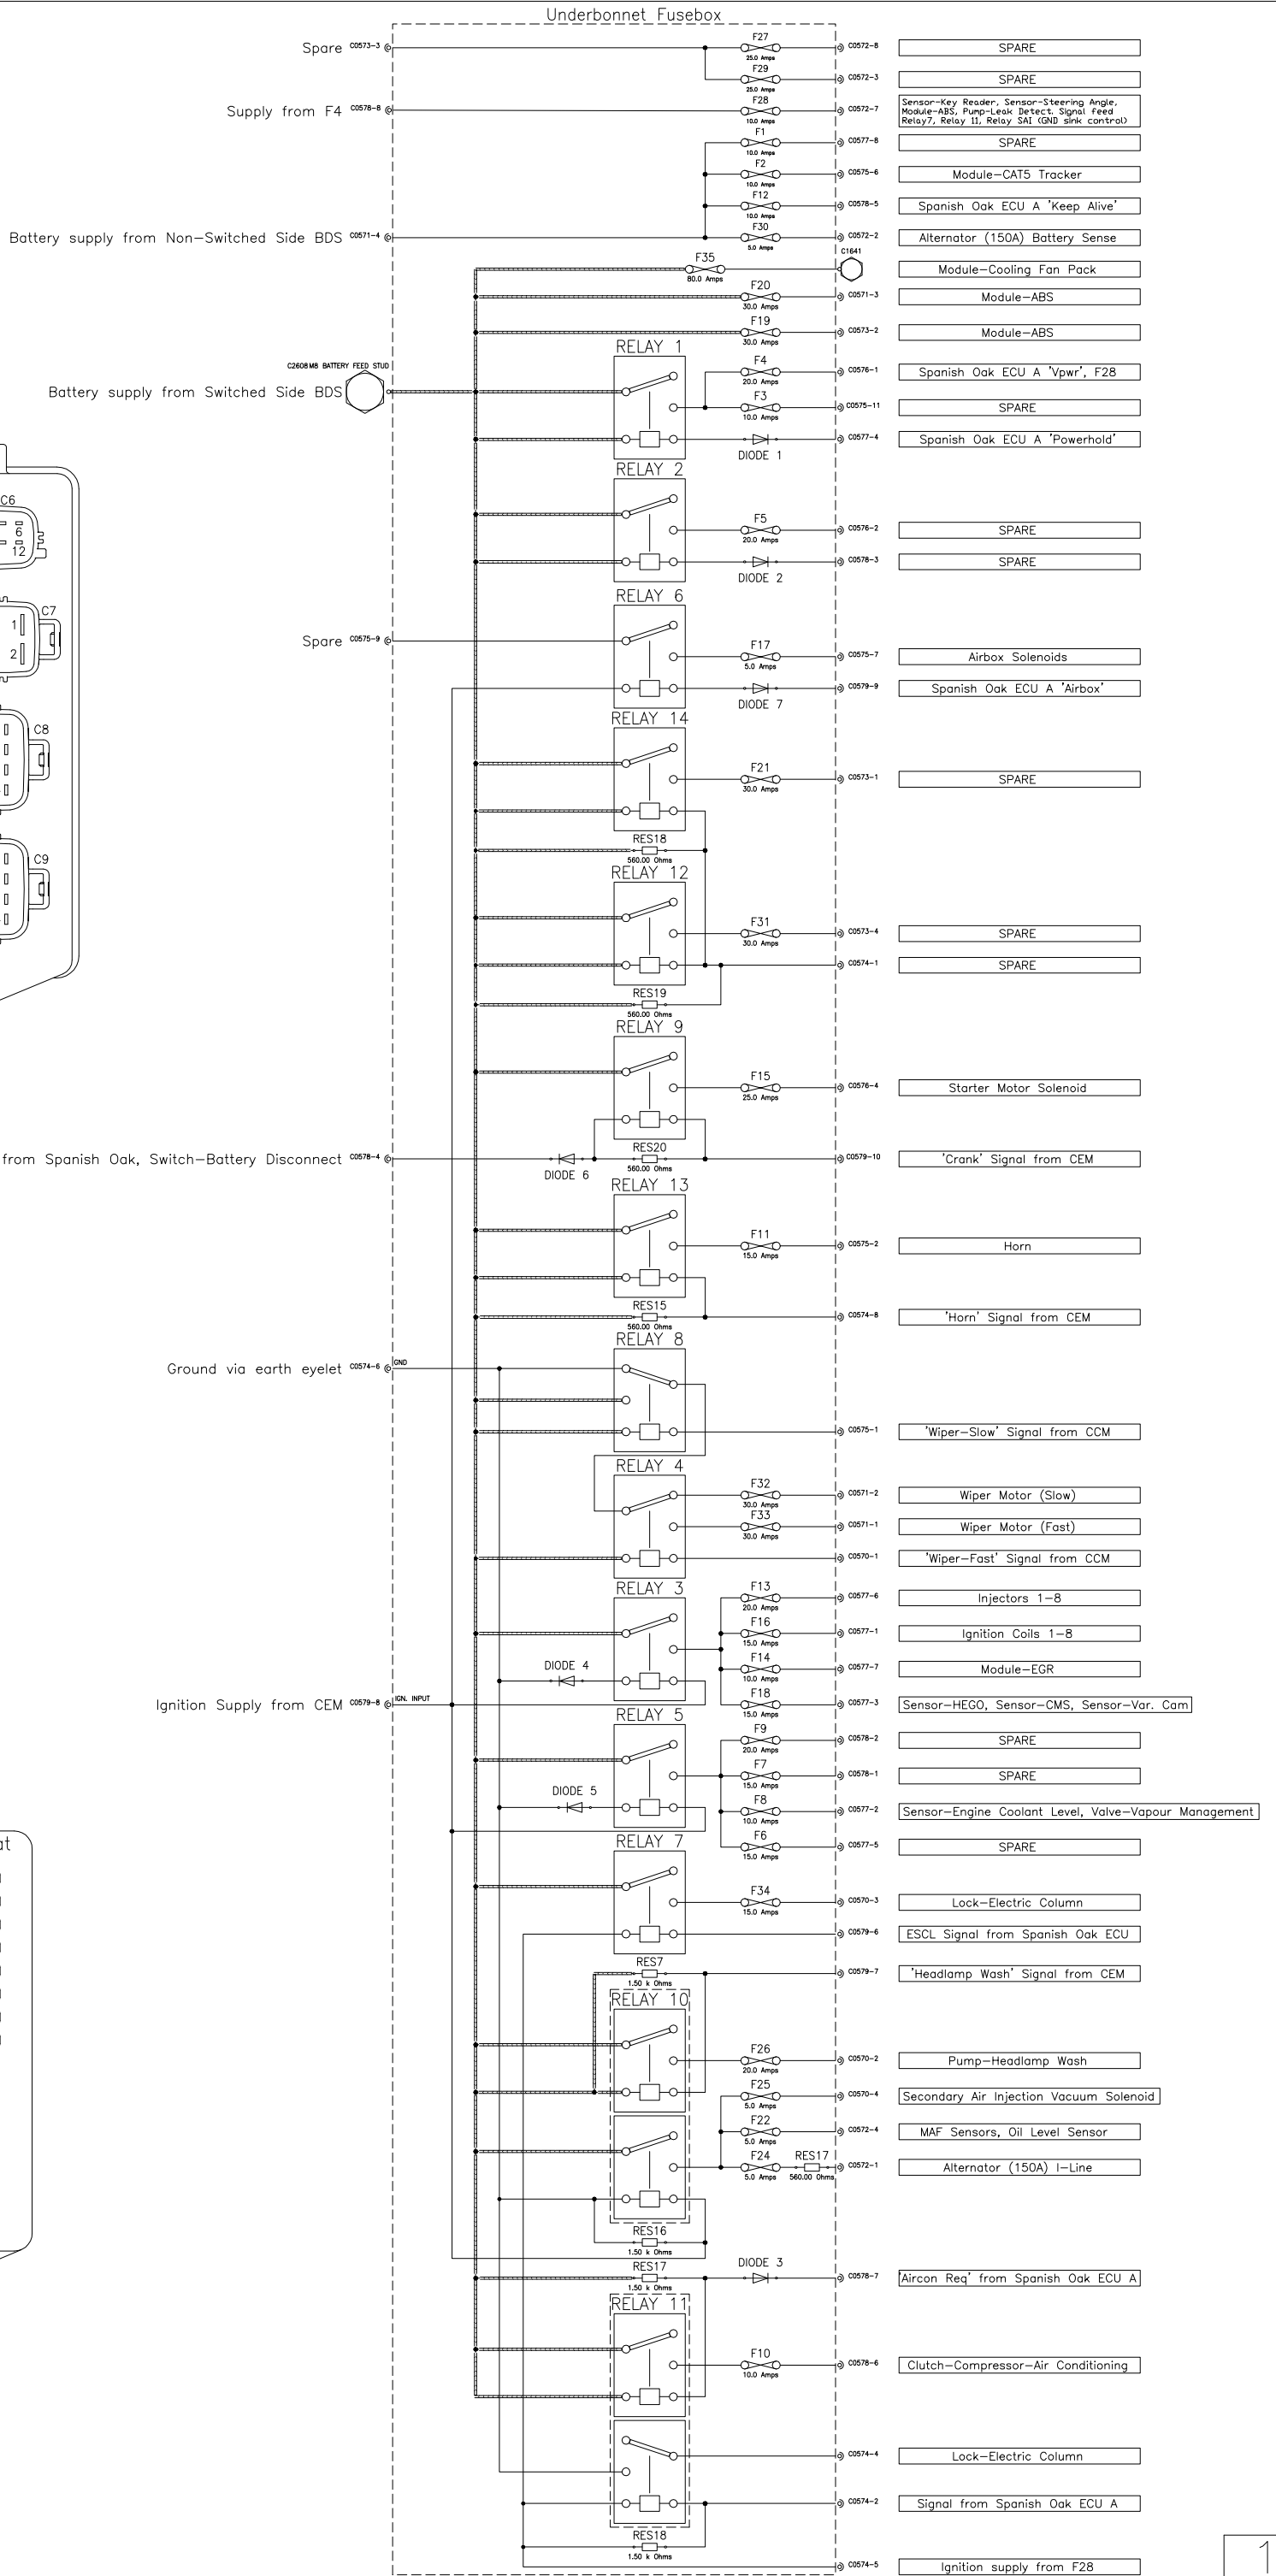 Underbonnet Fusebox
Spare C0573-3 F27 25.0 Amps C0572-8 SPARE
F29 25.0 Amps C0572-3 SPARE
Supply from F4 C0578-8 F28 10.0 Amps C0572-7 Sensor-Key Reader, Sensor-Steering Angle,
Module-ABS, Pump-Leak Detect. Signal feed
Relay7, Relay 11, Relay SAI (GND sink control)
F1 10.0 Amps C0577-8 SPARE
F2 10.0 Amps C0575-6 Module-CAT5 Tracker
F12 10.0 Amps C0578-5 Spanish Oak ECU A 'Keep Alive'
Battery supply from Non-Switched Side BDS C0571-4 F30 5.0 Amps C0572-2 Alternator (150A) Battery Sense
F35 80.0 Amps C1641 Module-Cooling Fan Pack
F20 30.0 Amps C0571-3 Module-ABS
F19 30.0 Amps C0573-2 Module-ABS
RELAY 1
C2608 M8 BATTERY FEED STUD
F4 20.0 Amps C0576-1 Spanish Oak ECU A 'Vpwr', F28
Battery supply from Switched Side BDS
F3 10.0 Amps C0575-11 SPARE
DIODE 1 C0577-4 Spanish Oak ECU A 'Powerhold'
RELAY 2
C6
6
12
F5 20.0 Amps C0576-2 SPARE
DIODE 2 C0578-3 SPARE
RELAY 6
C7
1
2
Spare C0575-9 F17 5.0 Amps C0575-7 Airbox Solenoids
DIODE 7 C0579-9 Spanish Oak ECU A 'Airbox'
RELAY 14
C8
F21 30.0 Amps C0573-1 SPARE
RES18
560.00 Ohms
C9
RELAY 12
F31 30.0 Amps C0573-4 SPARE
C0574-1 SPARE
RES19
560.00 Ohms
RELAY 9
F15 25.0 Amps C0576-4 Starter Motor Solenoid
from Spanish Oak, Switch-Battery Disconnect C0578-4 DIODE 6 RES20 560.00 Ohms C0579-10 'Crank' Signal from CEM
RELAY 13
F11 15.0 Amps C0575-2 Horn
RES15 560.00 Ohms C0574-8 'Horn' Signal from CEM
RELAY 8
Ground via earth eyelet C0574-6 GND
C0575-1 'Wiper-Slow' Signal from CCM
RELAY 4
F32 30.0 Amps C0571-2 Wiper Motor (Slow)
F33 30.0 Amps C0571-1 Wiper Motor (Fast)
C0570-1 'Wiper-Fast' Signal from CCM
RELAY 3
F13 20.0 Amps C0577-6 Injectors 1-8
F16 15.0 Amps C0577-1 Ignition Coils 1-8
DIODE 4 F14 10.0 Amps C0577-7 Module-EGR
Ignition Supply from CEM C0579-8 IGN. INPUT F18 15.0 Amps C0577-3 Sensor-HEGO, Sensor-CMS, Sensor-Var. Cam
RELAY 5
F9 20.0 Amps C0578-2 SPARE
F7 15.0 Amps C0578-1 SPARE
DIODE 5 F8 10.0 Amps C0577-2 Sensor-Engine Coolant Level, Valve-Vapour Management
RELAY 7
F6 15.0 Amps C0577-5 SPARE
at
F34 15.0 Amps C0570-3 Lock-Electric Column
C0579-6 ESCL Signal from Spanish Oak ECU
RES7 1.50 k Ohms C0579-7 'Headlamp Wash' Signal from CEM
RELAY 10
F26 20.0 Amps C0570-2 Pump-Headlamp Wash
F25 5.0 Amps C0570-4 Secondary Air Injection Vacuum Solenoid
F22 5.0 Amps C0572-4 MAF Sensors, Oil Level Sensor
F24 5.0 Amps RES17 560.00 Ohms C0572-1 Alternator (150A) I-Line
RES16
1.50 k Ohms
RES17 1.50 k Ohms DIODE 3 C0578-7 'Aircon Req' from Spanish Oak ECU A
RELAY 11
F10 10.0 Amps C0578-6 Clutch-Compressor-Air Conditioning
C0574-4 Lock-Electric Column
C0574-2 Signal from Spanish Oak ECU A
RES18
1.50 k Ohms
C0574-5 Ignition supply from F28
1